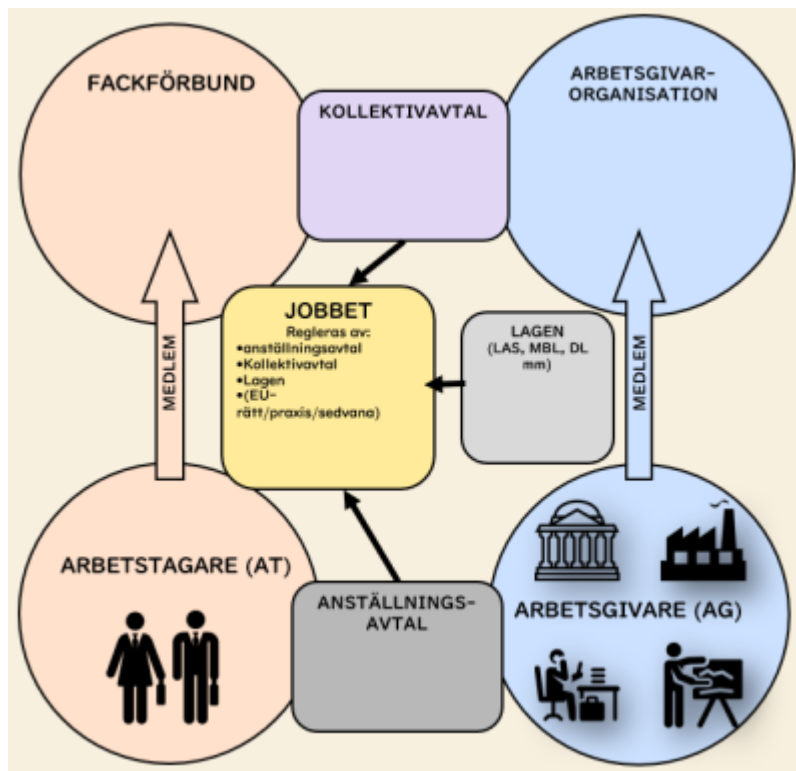 FACKFÖRBUND
ARBETSGIVAR-
ORGANISATION
KOLLEKTIVAVTAL
JOBBET
Regleras av:
•anställningsavtal
•Kollektivavtal
•Lagen
•(EU-
rätt/praxis/sedvana)
LAGEN
(LAS, MBL, DL
mm)
MEDLEM
MEDLEM
ARBETSTAGARE (AT)
ANSTÄLLNINGS-
AVTAL
ARBETSGIVARE (AG)